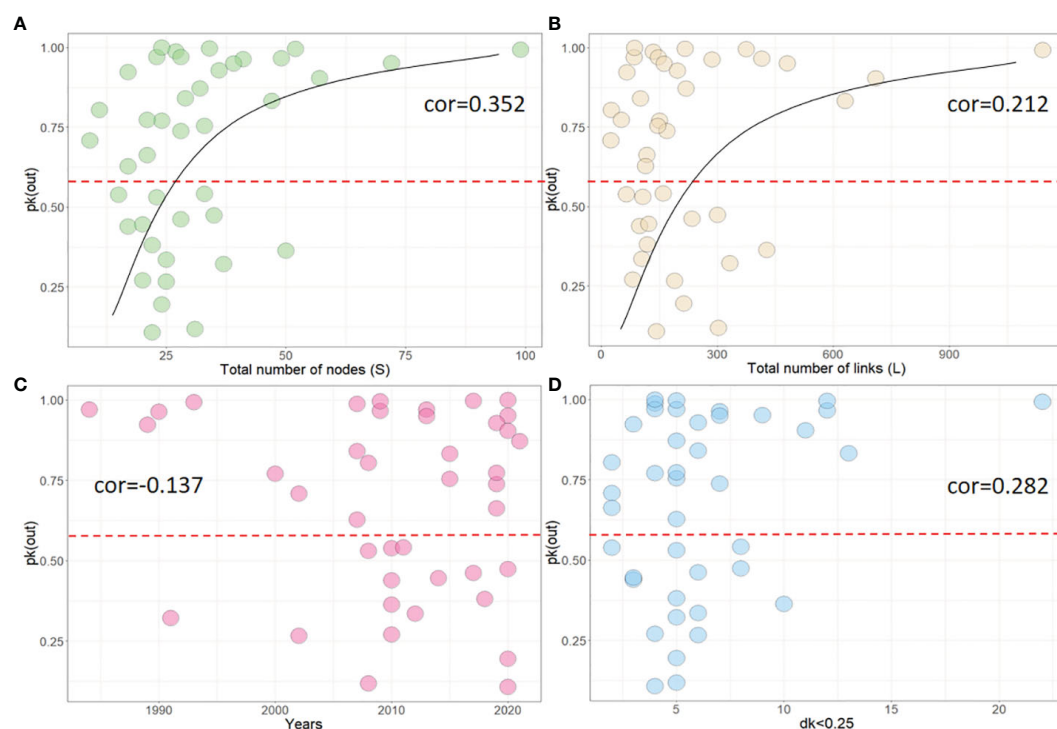 A
pk(out)
1.00
0.75
0.50
0.25
cor=0.352
25
50
75
100
Total number of nodes (S)
B
pk(out)
1.00
0.75
0.50
0.25
cor=0.212
0
300
600
900
Total number of links (L)
C
pk(out)
1.00
0.75
0.50
0.25
cor=-0.137
1990
2000
2010
2020
Years
D
pk(out)
1.00
0.75
0.50
0.25
cor=0.282
5
10
15
20
dk<0.25